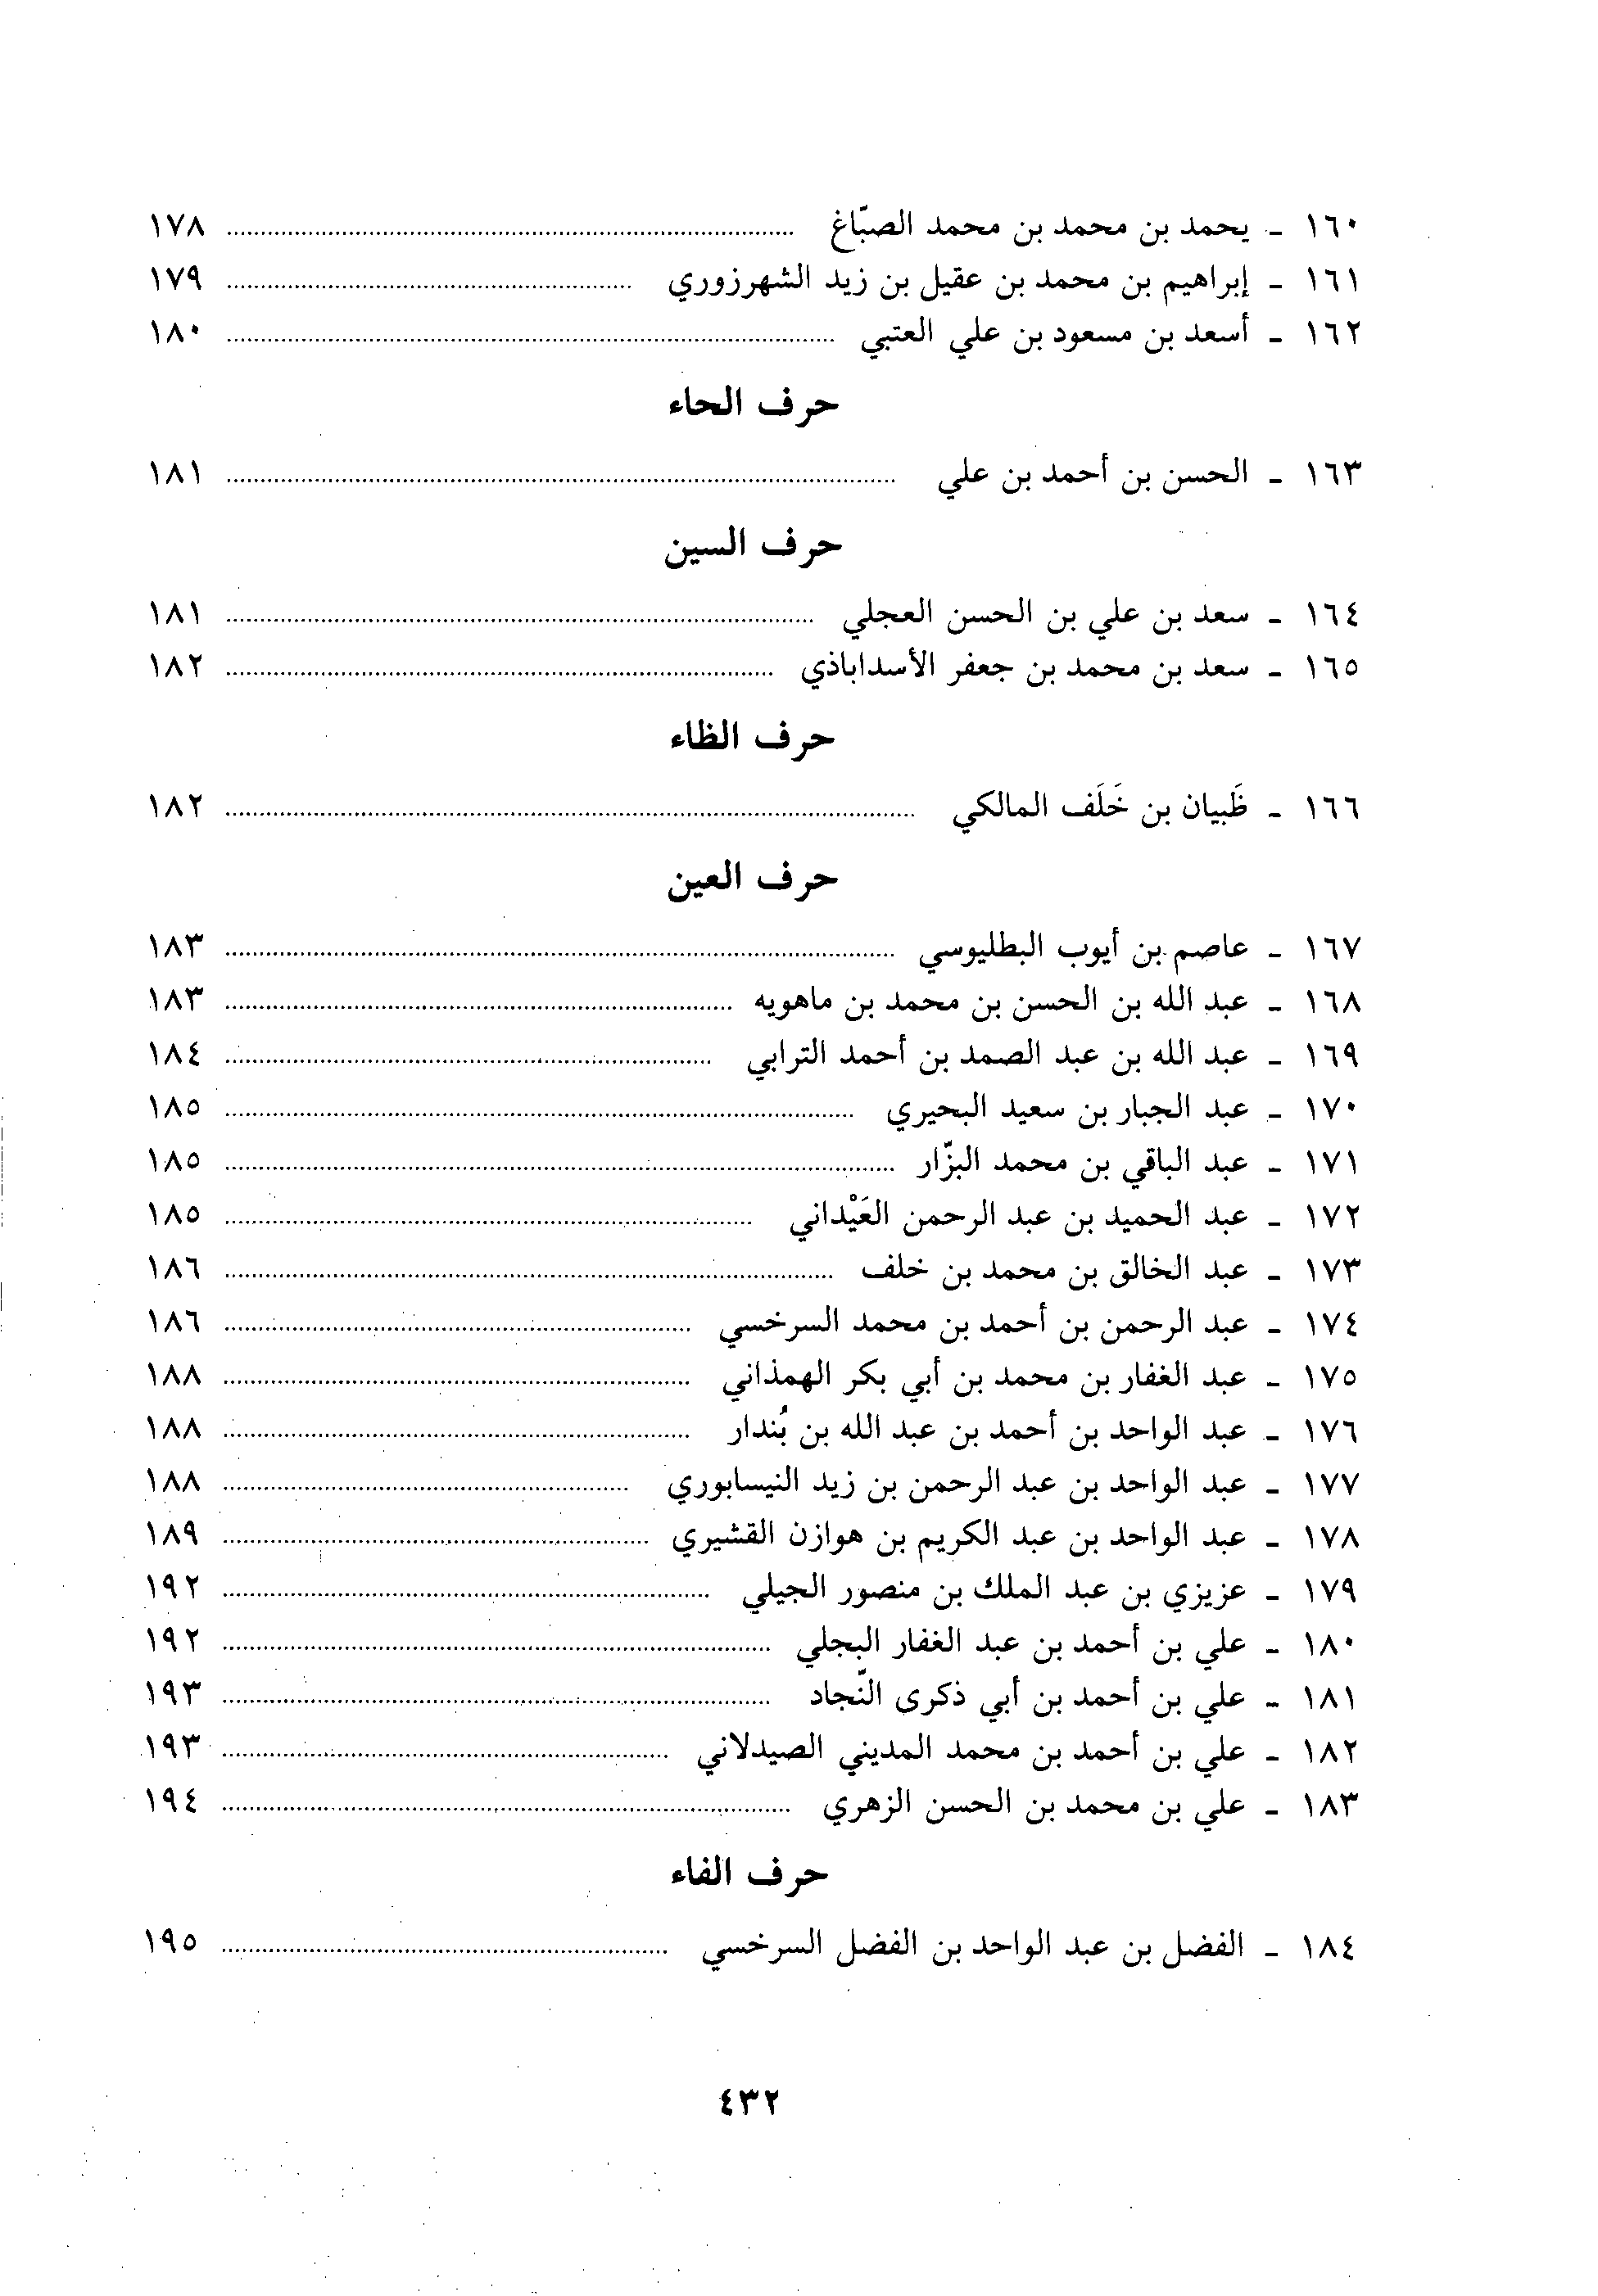 ١٦٠ - يحمد بن محمد بن محمد الصبّاغ ........ ١٧٨
١٦١ - إبراهيم بن محمد بن عقيل بن زيد الشهرزوري ........ ١٧٩
١٦٢ - أسعد بن مسعود بن علي العتبي ........ ١٨٠
حرف الحاء
١٦٣ - الحسن بن أحمد بن علي ........ ١٨١
حرف السين
١٦٤ - سعد بن علي بن الحسن العجلي ........ ١٨١
١٦٥ - سعد بن محمد بن جعفر الأسداباذي ........ ١٨٢
حرف الظاء
١٦٦ - ظَبيان بن خَلَف المالكي ........ ١٨٢
حرف العين
١٦٧ - عاصم بن أيوب البطليوسي ........ ١٨٣
١٦٨ - عبد الله بن الحسن بن محمد بن ماهويه ........ ١٨٣
١٦٩ - عبد الله بن عبد الصمد بن أحمد الترابي ........ ١٨٤
١٧٠ - عبد الجبار بن سعيد البحيري ........ ١٨٥
١٧١ - عبد الباقي بن محمد البزّار ........ ١٨٥
١٧٢ - عبد الحميد بن عبد الرحمن العَيْداني ........ ١٨٥
١٧٣ - عبد الخالق بن محمد بن خلف ........ ١٨٦
١٧٤ - عبد الرحمن بن أحمد بن محمد السرخسي ........ ١٨٦
١٧٥ - عبد الغفار بن محمد بن أبي بكر الهمذاني ........ ١٨٨
١٧٦ - عبد الواحد بن أحمد بن عبد الله بن بُندار ........ ١٨٨
١٧٧ - عبد الواحد بن عبد الرحمن بن زيد النيسابوري ........ ١٨٨
١٧٨ - عبد الواحد بن عبد الكريم بن هوازن القشيري ........ ١٨٩
١٧٩ - عزيزي بن عبد الملك بن منصور الجيلي ........ ١٩٢
١٨٠ - علي بن أحمد بن عبد الغفار البجلي ........ ١٩٢
١٨١ - علي بن أحمد بن أبي ذكرى النّجاد ........ ١٩٣
١٨٢ - علي بن أحمد بن محمد المديني الصيدلاني ........ ١٩٣
١٨٣ - علي بن محمد بن الحسن الزهري ........ ١٩٤
حرف الفاء
١٨٤ - الفضل بن عبد الواحد بن الفضل السرخسي ........ ١٩٥
٤٣٢